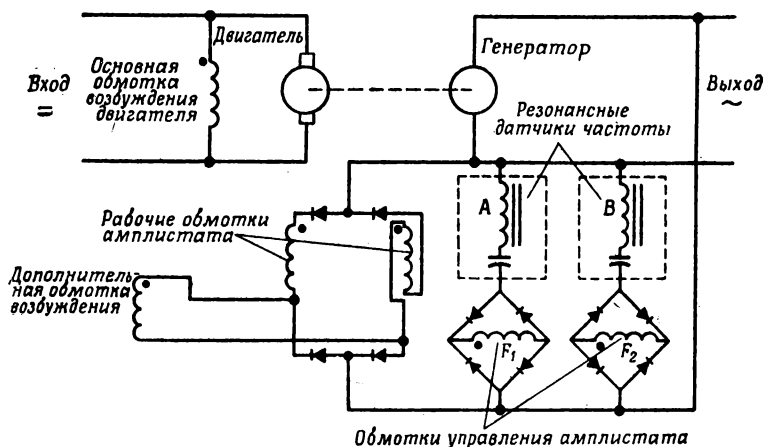 Двигатель
Генератор
Вход
=
Основная
обмотка
возбуждения
двигателя
Выход
~
Резонансные
датчики частоты
A
B
Рабочие обмотки
амплистата
Дополнитель-
ная обмотка
возбуждения
F1
F2
Обмотки управления амплистата